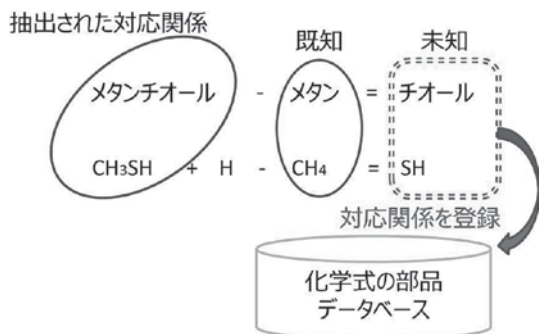 抽出された対応関係
既知 未知
メタンチオール - メタン = チオール
CH₃SH + H - CH₄ = SH
対応関係を登録
化学式の部品
データベース